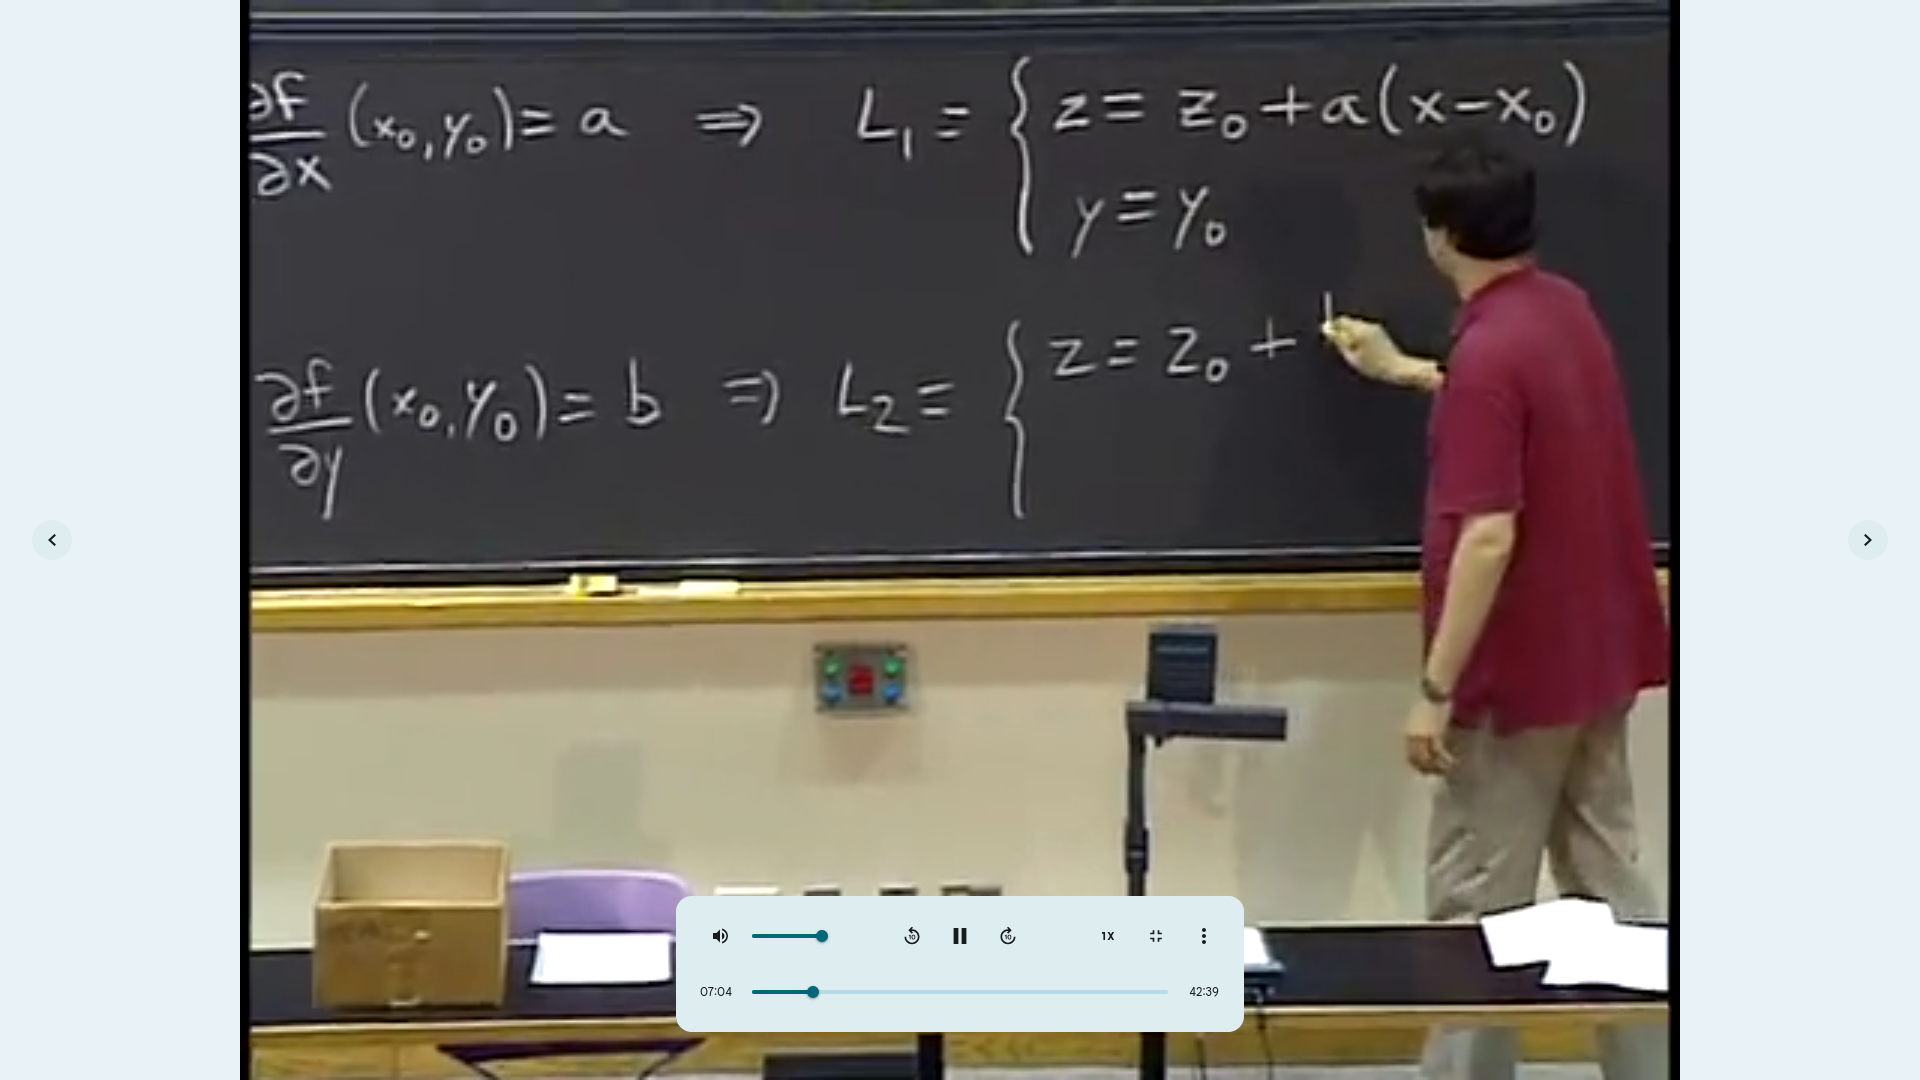 ∂f/∂x (x₀, y₀) = a ⇒ L₁ = { z = z₀ + a(x − x₀)
y = y₀
∂f/∂y (x₀, y₀) = b ⇒ L₂ = { z = z₀ +
1X
07:04 42:39